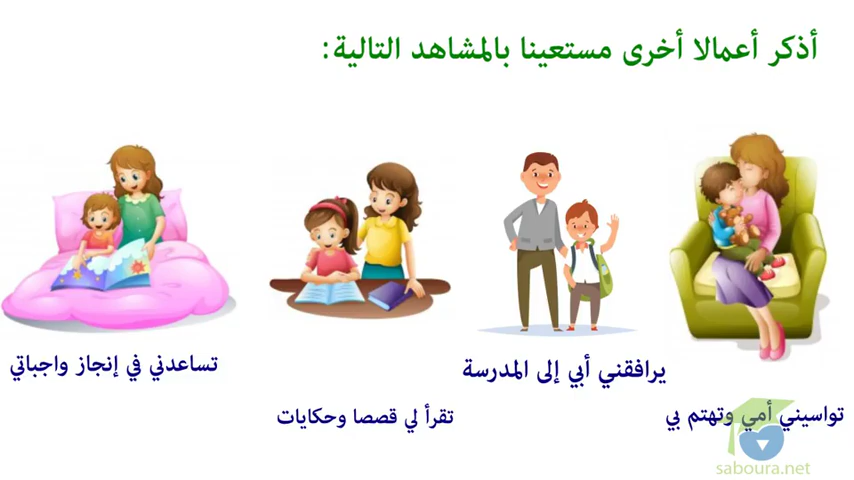 أذكر أعمالا أخرى مستعينا بالمشاهد التالية:
تواسيني أمي وتهتم بي
يرافقني أبي إلى المدرسة
تقرأ لي قصصا وحكايات
تساعدني في إنجاز واجباتي
saboura.net